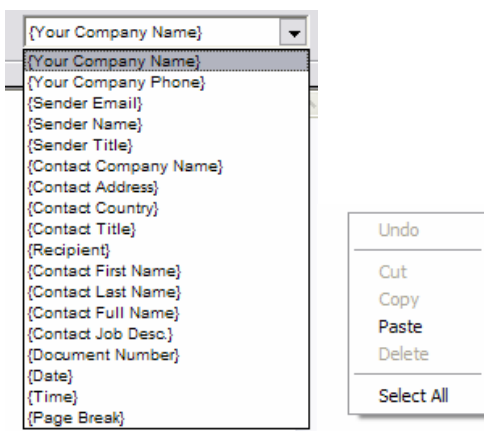 {Your Company Name}
{Your Company Name}
{Your Company Phone}
{Sender Email}
{Sender Name}
{Sender Title}
{Contact Company Name}
{Contact Address}
{Contact Country}
{Contact Title}
{Recipient}
{Contact First Name}
{Contact Last Name}
{Contact Full Name}
{Contact Job Desc.}
{Document Number}
{Date}
{Time}
{Page Break}
Undo
Cut
Copy
Paste
Delete
Select All